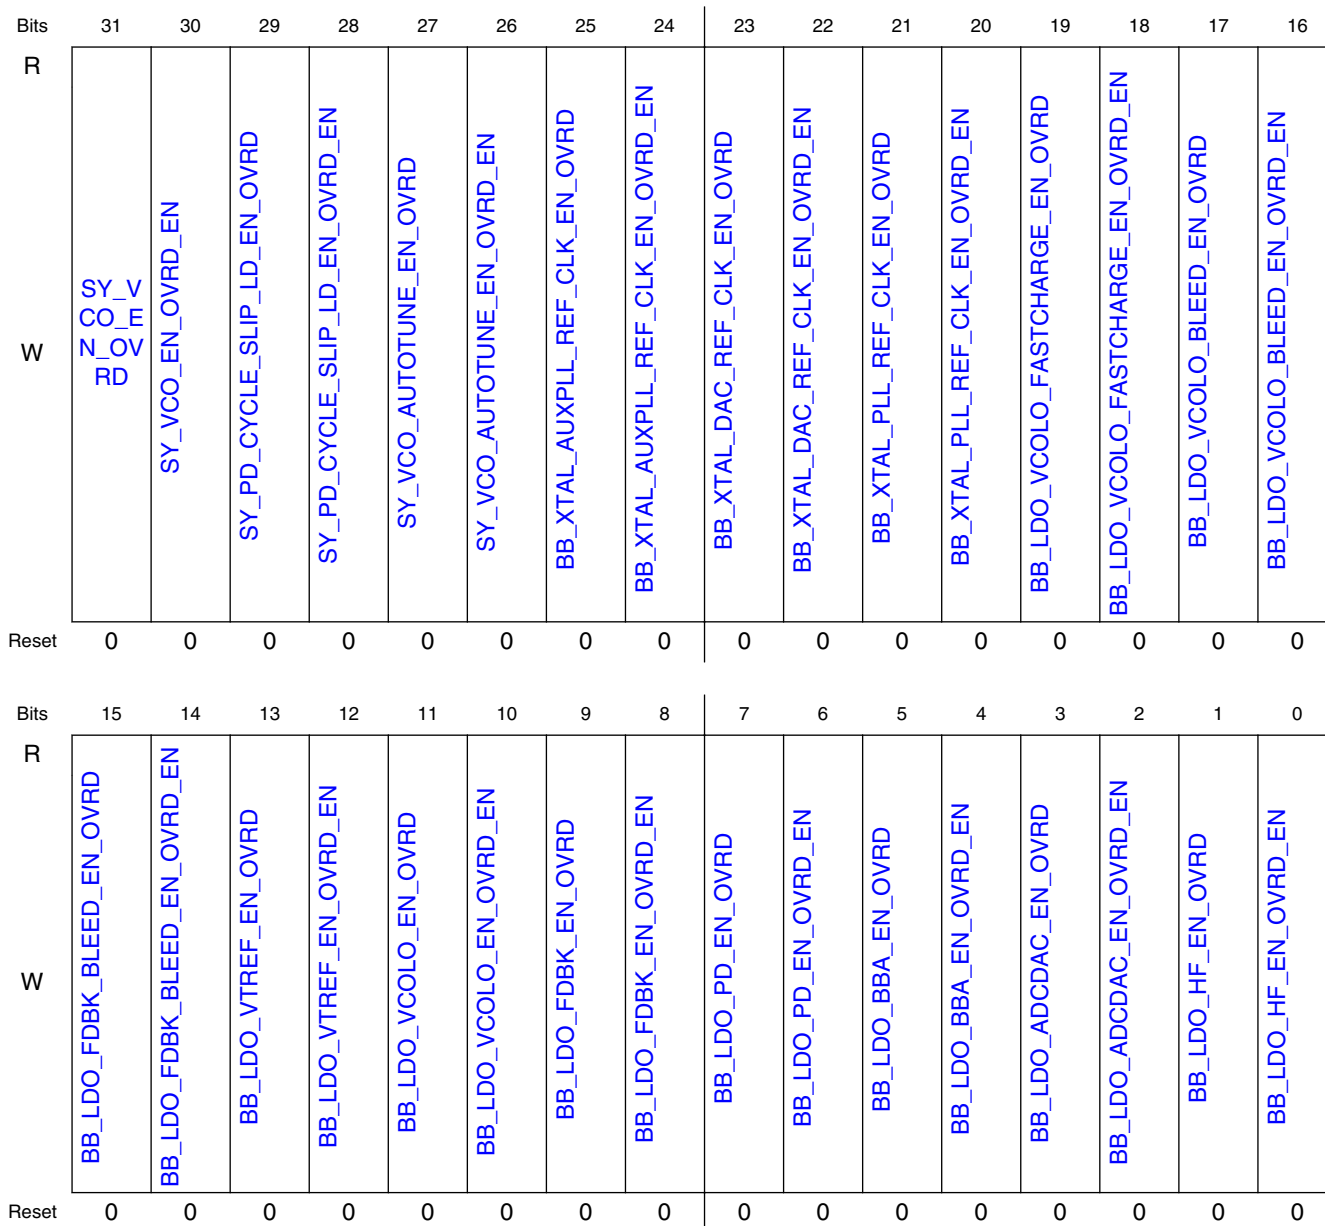 Bits 31 30 29 28 27 26 25 24 23 22 21 20 19 18 17 16
R
W
SY_V
CO_E
N_OV
RD
SY_VCO_EN_OVRD_EN
SY_PD_CYCLE_SLIP_LD_EN_OVRD
SY_PD_CYCLE_SLIP_LD_EN_OVRD_EN
SY_VCO_AUTOTUNE_EN_OVRD
SY_VCO_AUTOTUNE_EN_OVRD_EN
BB_XTAL_AUXPLL_REF_CLK_EN_OVRD
BB_XTAL_AUXPLL_REF_CLK_EN_OVRD_EN
BB_XTAL_DAC_REF_CLK_EN_OVRD
BB_XTAL_DAC_REF_CLK_EN_OVRD_EN
BB_XTAL_PLL_REF_CLK_EN_OVRD
BB_XTAL_PLL_REF_CLK_EN_OVRD_EN
BB_LDO_VCOLO_FASTCHARGE_EN_OVRD
BB_LDO_VCOLO_FASTCHARGE_EN_OVRD_EN
BB_LDO_VCOLO_BLEED_EN_OVRD
BB_LDO_VCOLO_BLEED_EN_OVRD_EN
Reset 0 0 0 0 0 0 0 0 0 0 0 0 0 0 0 0
Bits 15 14 13 12 11 10 9 8 7 6 5 4 3 2 1 0
R
W
BB_LDO_FDBK_BLEED_EN_OVRD
BB_LDO_FDBK_BLEED_EN_OVRD_EN
BB_LDO_VTREF_EN_OVRD
BB_LDO_VTREF_EN_OVRD_EN
BB_LDO_VCOLO_EN_OVRD
BB_LDO_VCOLO_EN_OVRD_EN
BB_LDO_FDBK_EN_OVRD
BB_LDO_FDBK_EN_OVRD_EN
BB_LDO_PD_EN_OVRD
BB_LDO_PD_EN_OVRD_EN
BB_LDO_BBA_EN_OVRD
BB_LDO_BBA_EN_OVRD_EN
BB_LDO_ADCDAC_EN_OVRD
BB_LDO_ADCDAC_EN_OVRD_EN
BB_LDO_HF_EN_OVRD
BB_LDO_HF_EN_OVRD_EN
Reset 0 0 0 0 0 0 0 0 0 0 0 0 0 0 0 0